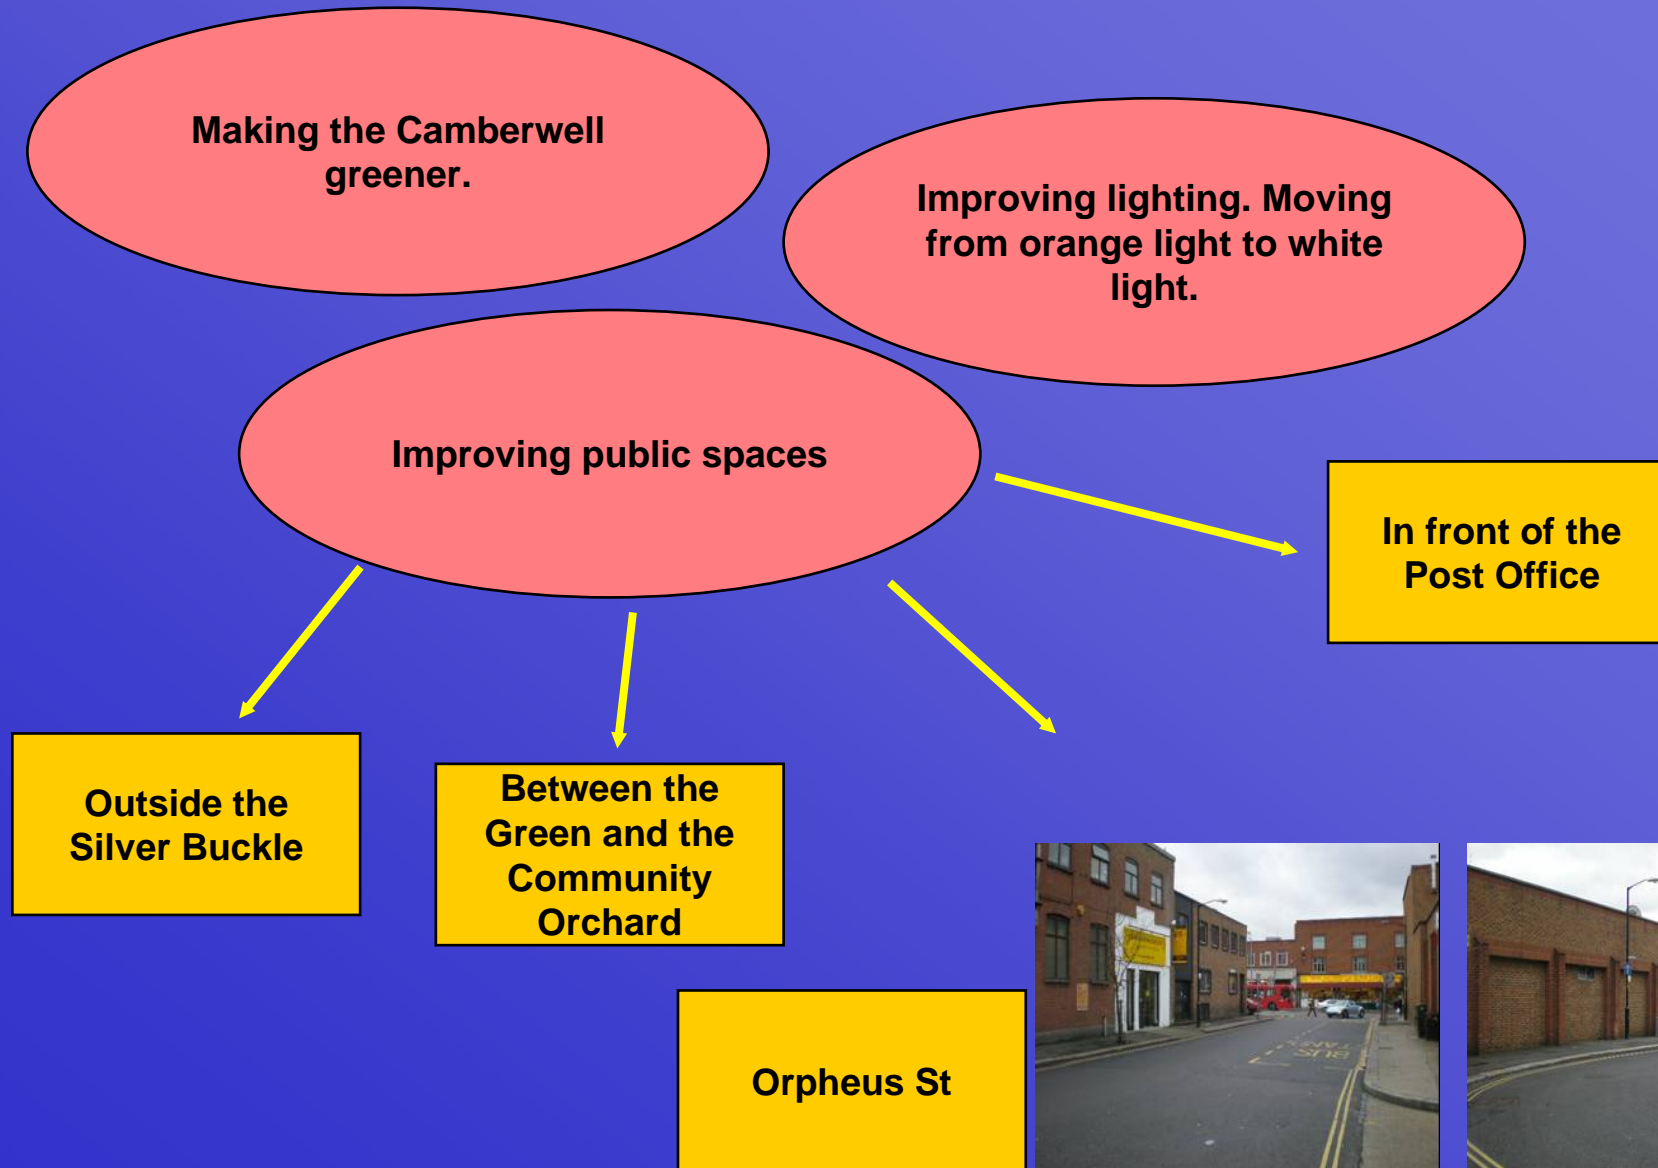 Making the Camberwell
greener.
Improving lighting. Moving
from orange light to white
light.
Improving public spaces
In front of the
Post Office
Outside the
Silver Buckle
Between the
Green and the
Community
Orchard
Orpheus St